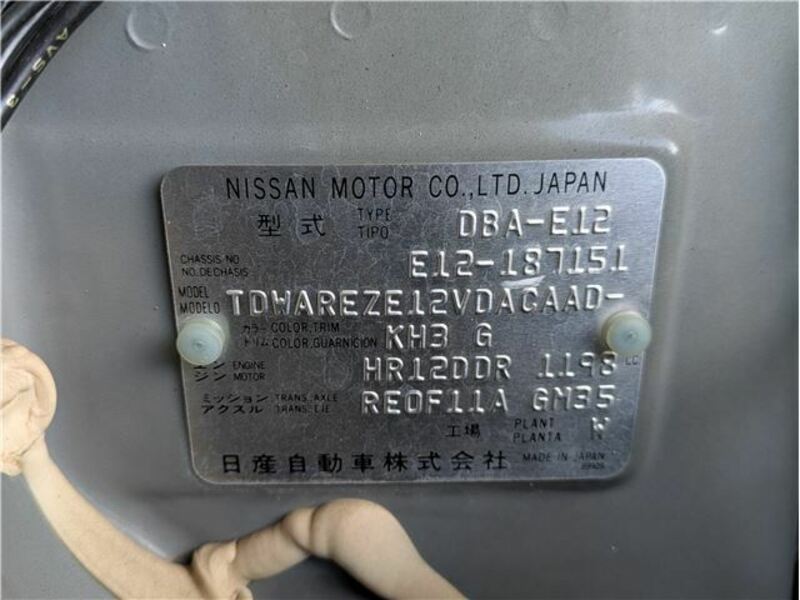 AVS-3
NISSAN MOTOR CO.,LTD. JAPAN
型式 TYPE TIPO DBA-E12
CHASSIS NO
NO.DECHASIS E12-187151
MODEL
MODELO TDWAREZE12VDACAAD-
カラー COLOR,TRIM
トリム COLOR,GUARNICION KH3 G
エン ENGINE
ジン MOTOR HR12DDR 1198 CC
ミッション TRANS.AXLE
アクスル TRANS.EJE RE0F11A GM35
工場 PLANT PLANTA W
日産自動車株式会社 MADE IN JAPAN